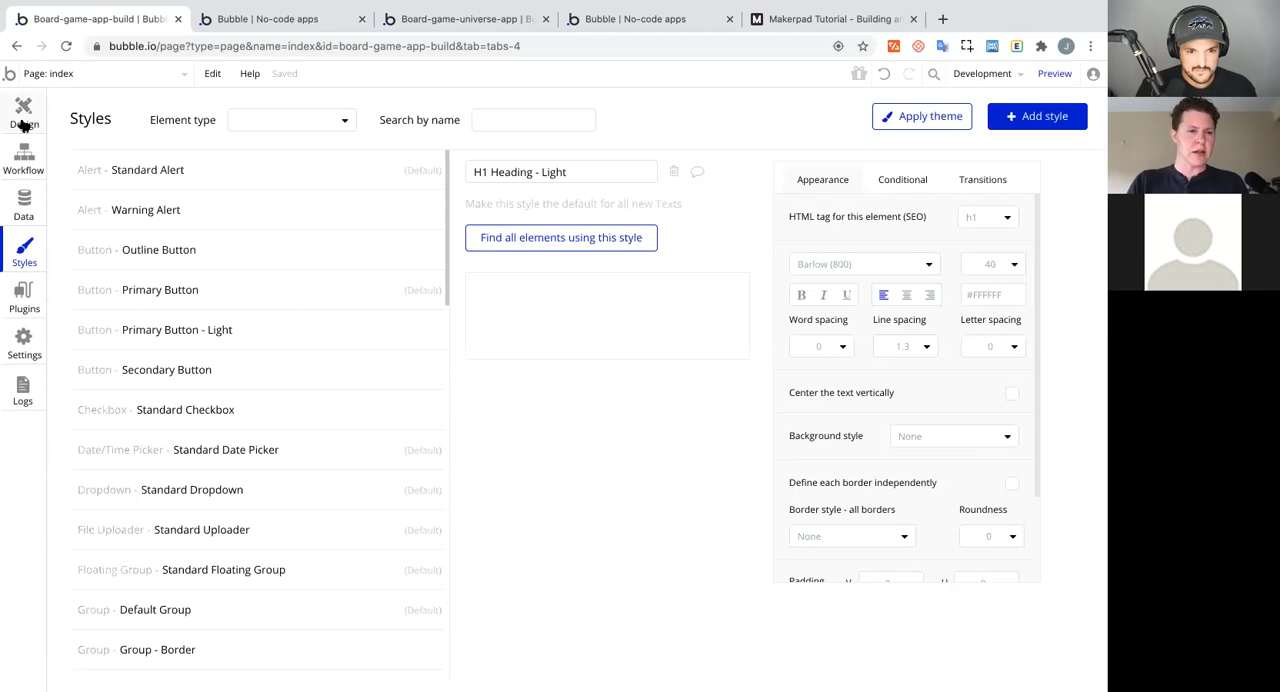 Board-game-app-build | Bubb
Bubble | No-code apps
Board-game-universe-app | Bu
Bubble | No-code apps
Makerpad Tutorial - Building an
bubble.io/page?type=page&name=index&id=board-game-app-build&tab=tabs-4
Page: index
Edit
Help
Saved
Development
Preview
Design
Workflow
Data
Styles
Plugins
Settings
Logs
Styles
Element type
Search by name
Apply theme
+ Add style
Alert - Standard Alert (Default)
Alert - Warning Alert
Button - Outline Button
Button - Primary Button (Default)
Button - Primary Button - Light
Button - Secondary Button
Checkbox - Standard Checkbox
Date/Time Picker - Standard Date Picker (Default)
Dropdown - Standard Dropdown (Default)
File Uploader - Standard Uploader (Default)
Floating Group - Standard Floating Group (Default)
Group - Default Group (Default)
Group - Group - Border
H1 Heading - Light
Make this style the default for all new Texts
Find all elements using this style
Appearance
Conditional
Transitions
HTML tag for this element (SEO)
h1
Barlow (800)
40
B I U
#FFFFFF
Word spacing
Line spacing
Letter spacing
0
1.3
0
Center the text vertically
Background style
None
Define each border independently
Border style - all borders
Roundness
None
0